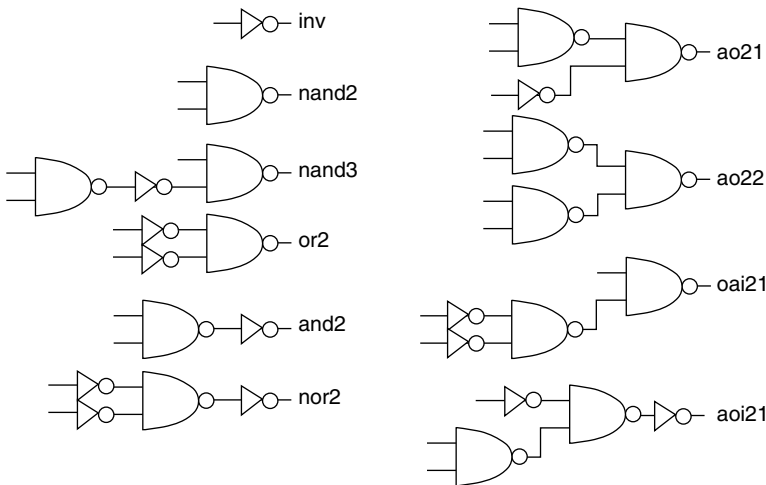 inv
nand2
nand3
or2
and2
nor2
ao21
ao22
oai21
aoi21